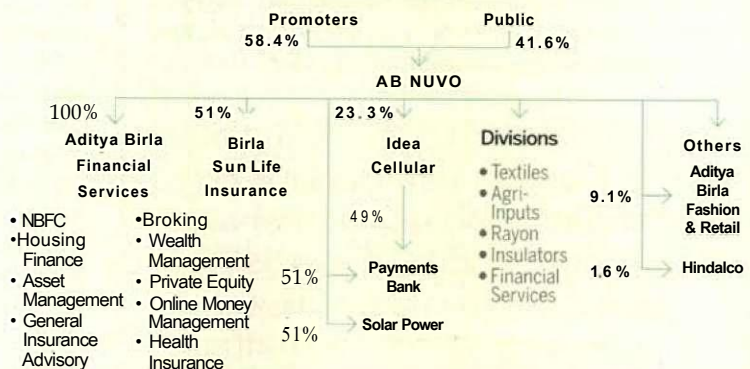 Promoters
58.4%
Public
41.6%
AB NUVO
100%
Aditya Birla
Financial
Services
51%
Birla
Sun Life
Insurance
23.3%
Idea
Cellular
Divisions
• Textiles
• Agri-
Inputs
• Rayon
• Insulators
• Financial
Services
Others
9.1%
Aditya
Birla
Fashion
& Retail
1.6%
Hindalco
• NBFC
•Housing
Finance
• Asset
Management
• General
Insurance
Advisory
•Broking
• Wealth
Management
• Private Equity
• Online Money
Management
• Health
Insurance
49%
51%
Payments
Bank
51%
Solar Power